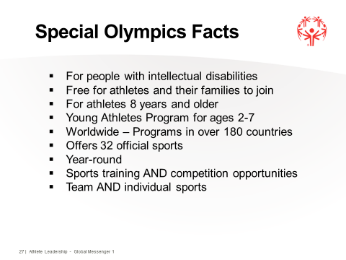 Special Olympics Facts
▪ For people with intellectual disabilities
▪ Free for athletes and their families to join
▪ For athletes 8 years and older
▪ Young Athletes Program for ages 2-7
▪ Worldwide – Programs in over 180 countries
▪ Offers 32 official sports
▪ Year-round
▪ Sports training AND competition opportunities
▪ Team AND individual sports
27 | Athlete Leadership - Global Messenger 1